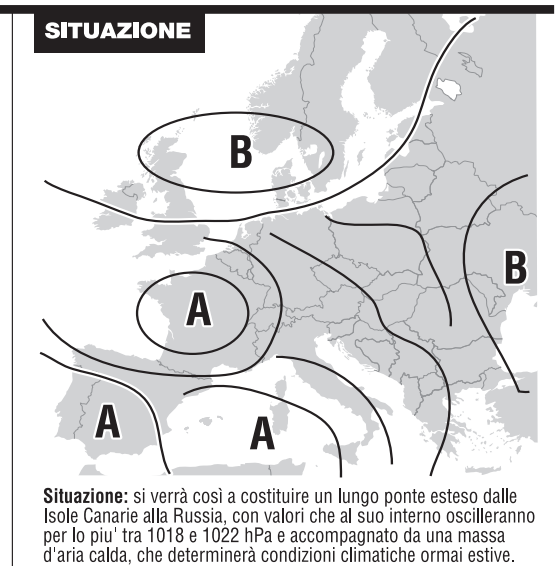 SITUAZIONE
B
B
A
A
A
Situazione: si verrà così a costituire un lungo ponte esteso dalle
Isole Canarie alla Russia, con valori che al suo interno oscilleranno
per lo piu' tra 1018 e 1022 hPa e accompagnato da una massa
d'aria calda, che determinerà condizioni climatiche ormai estive.